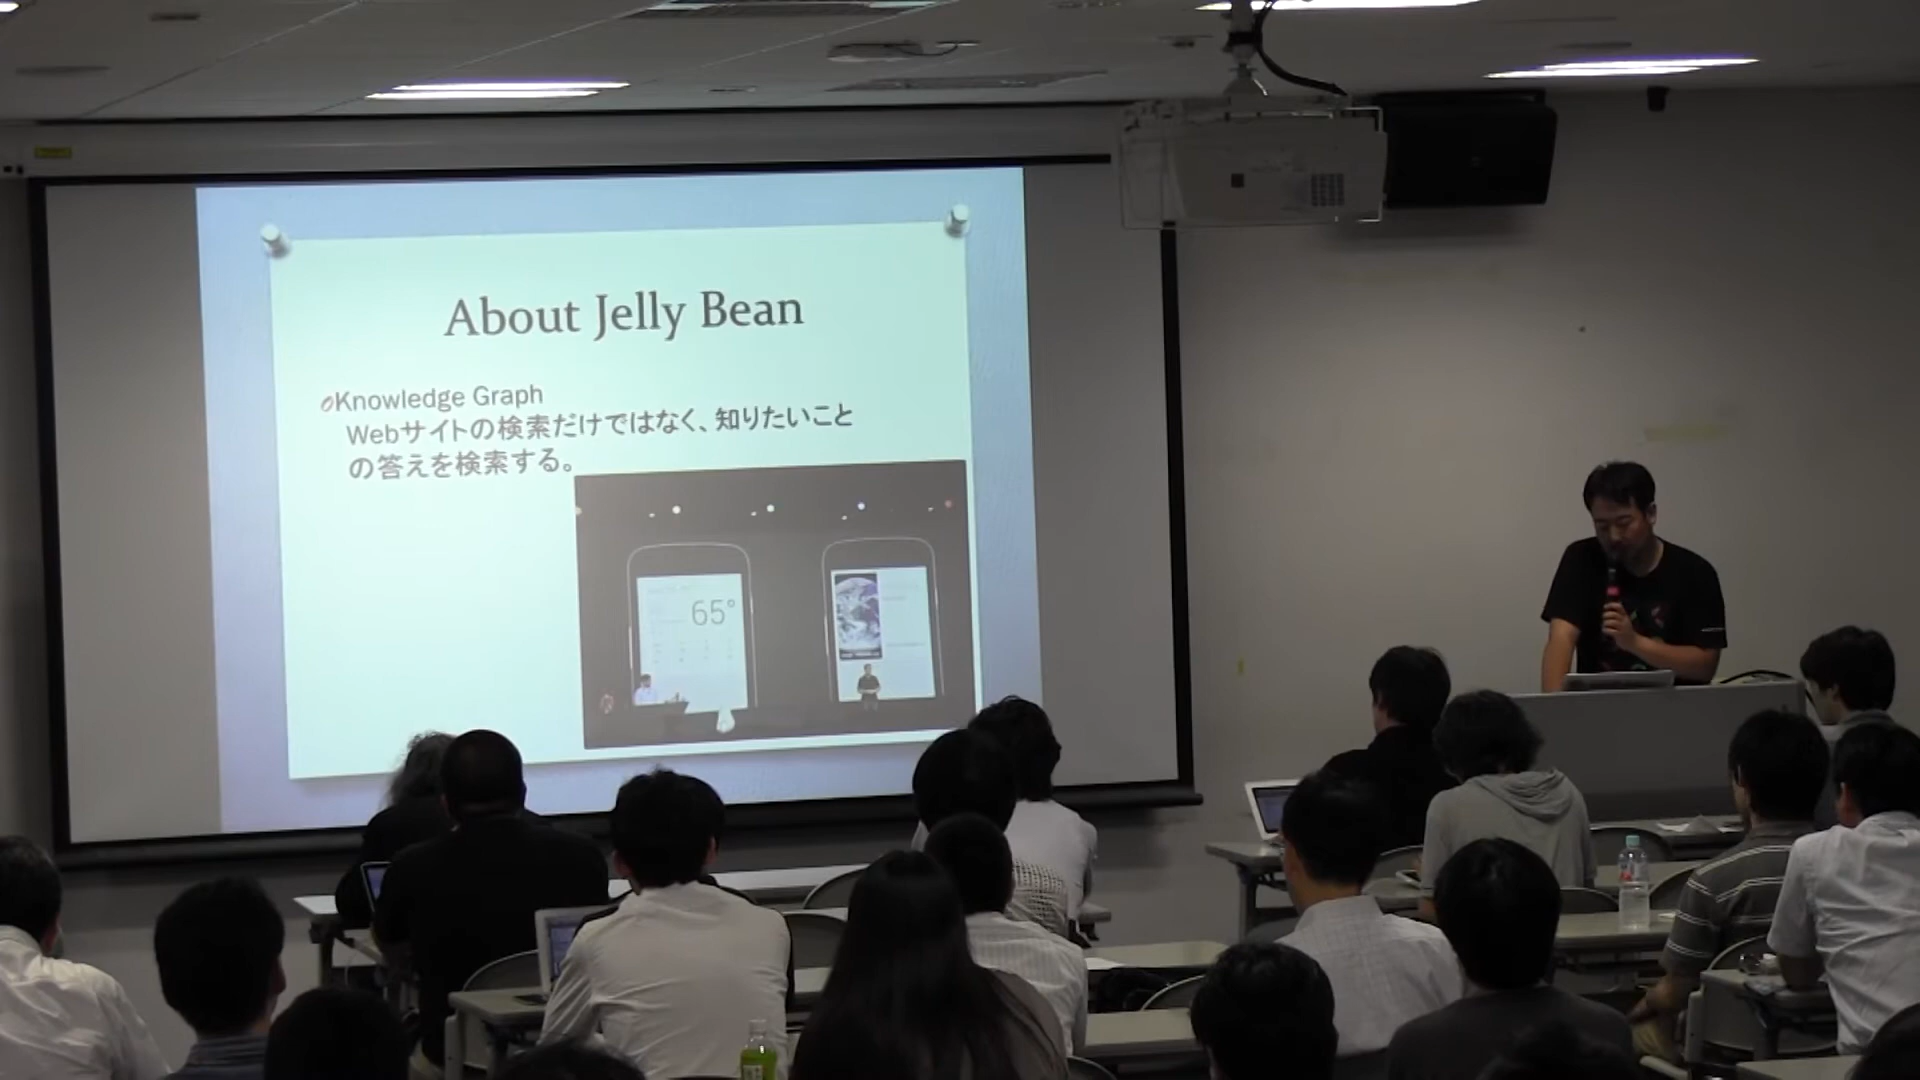 About Jelly Bean
Knowledge Graph
Webサイトの検索だけではなく、知りたいこと
の答えを検索する。
65°